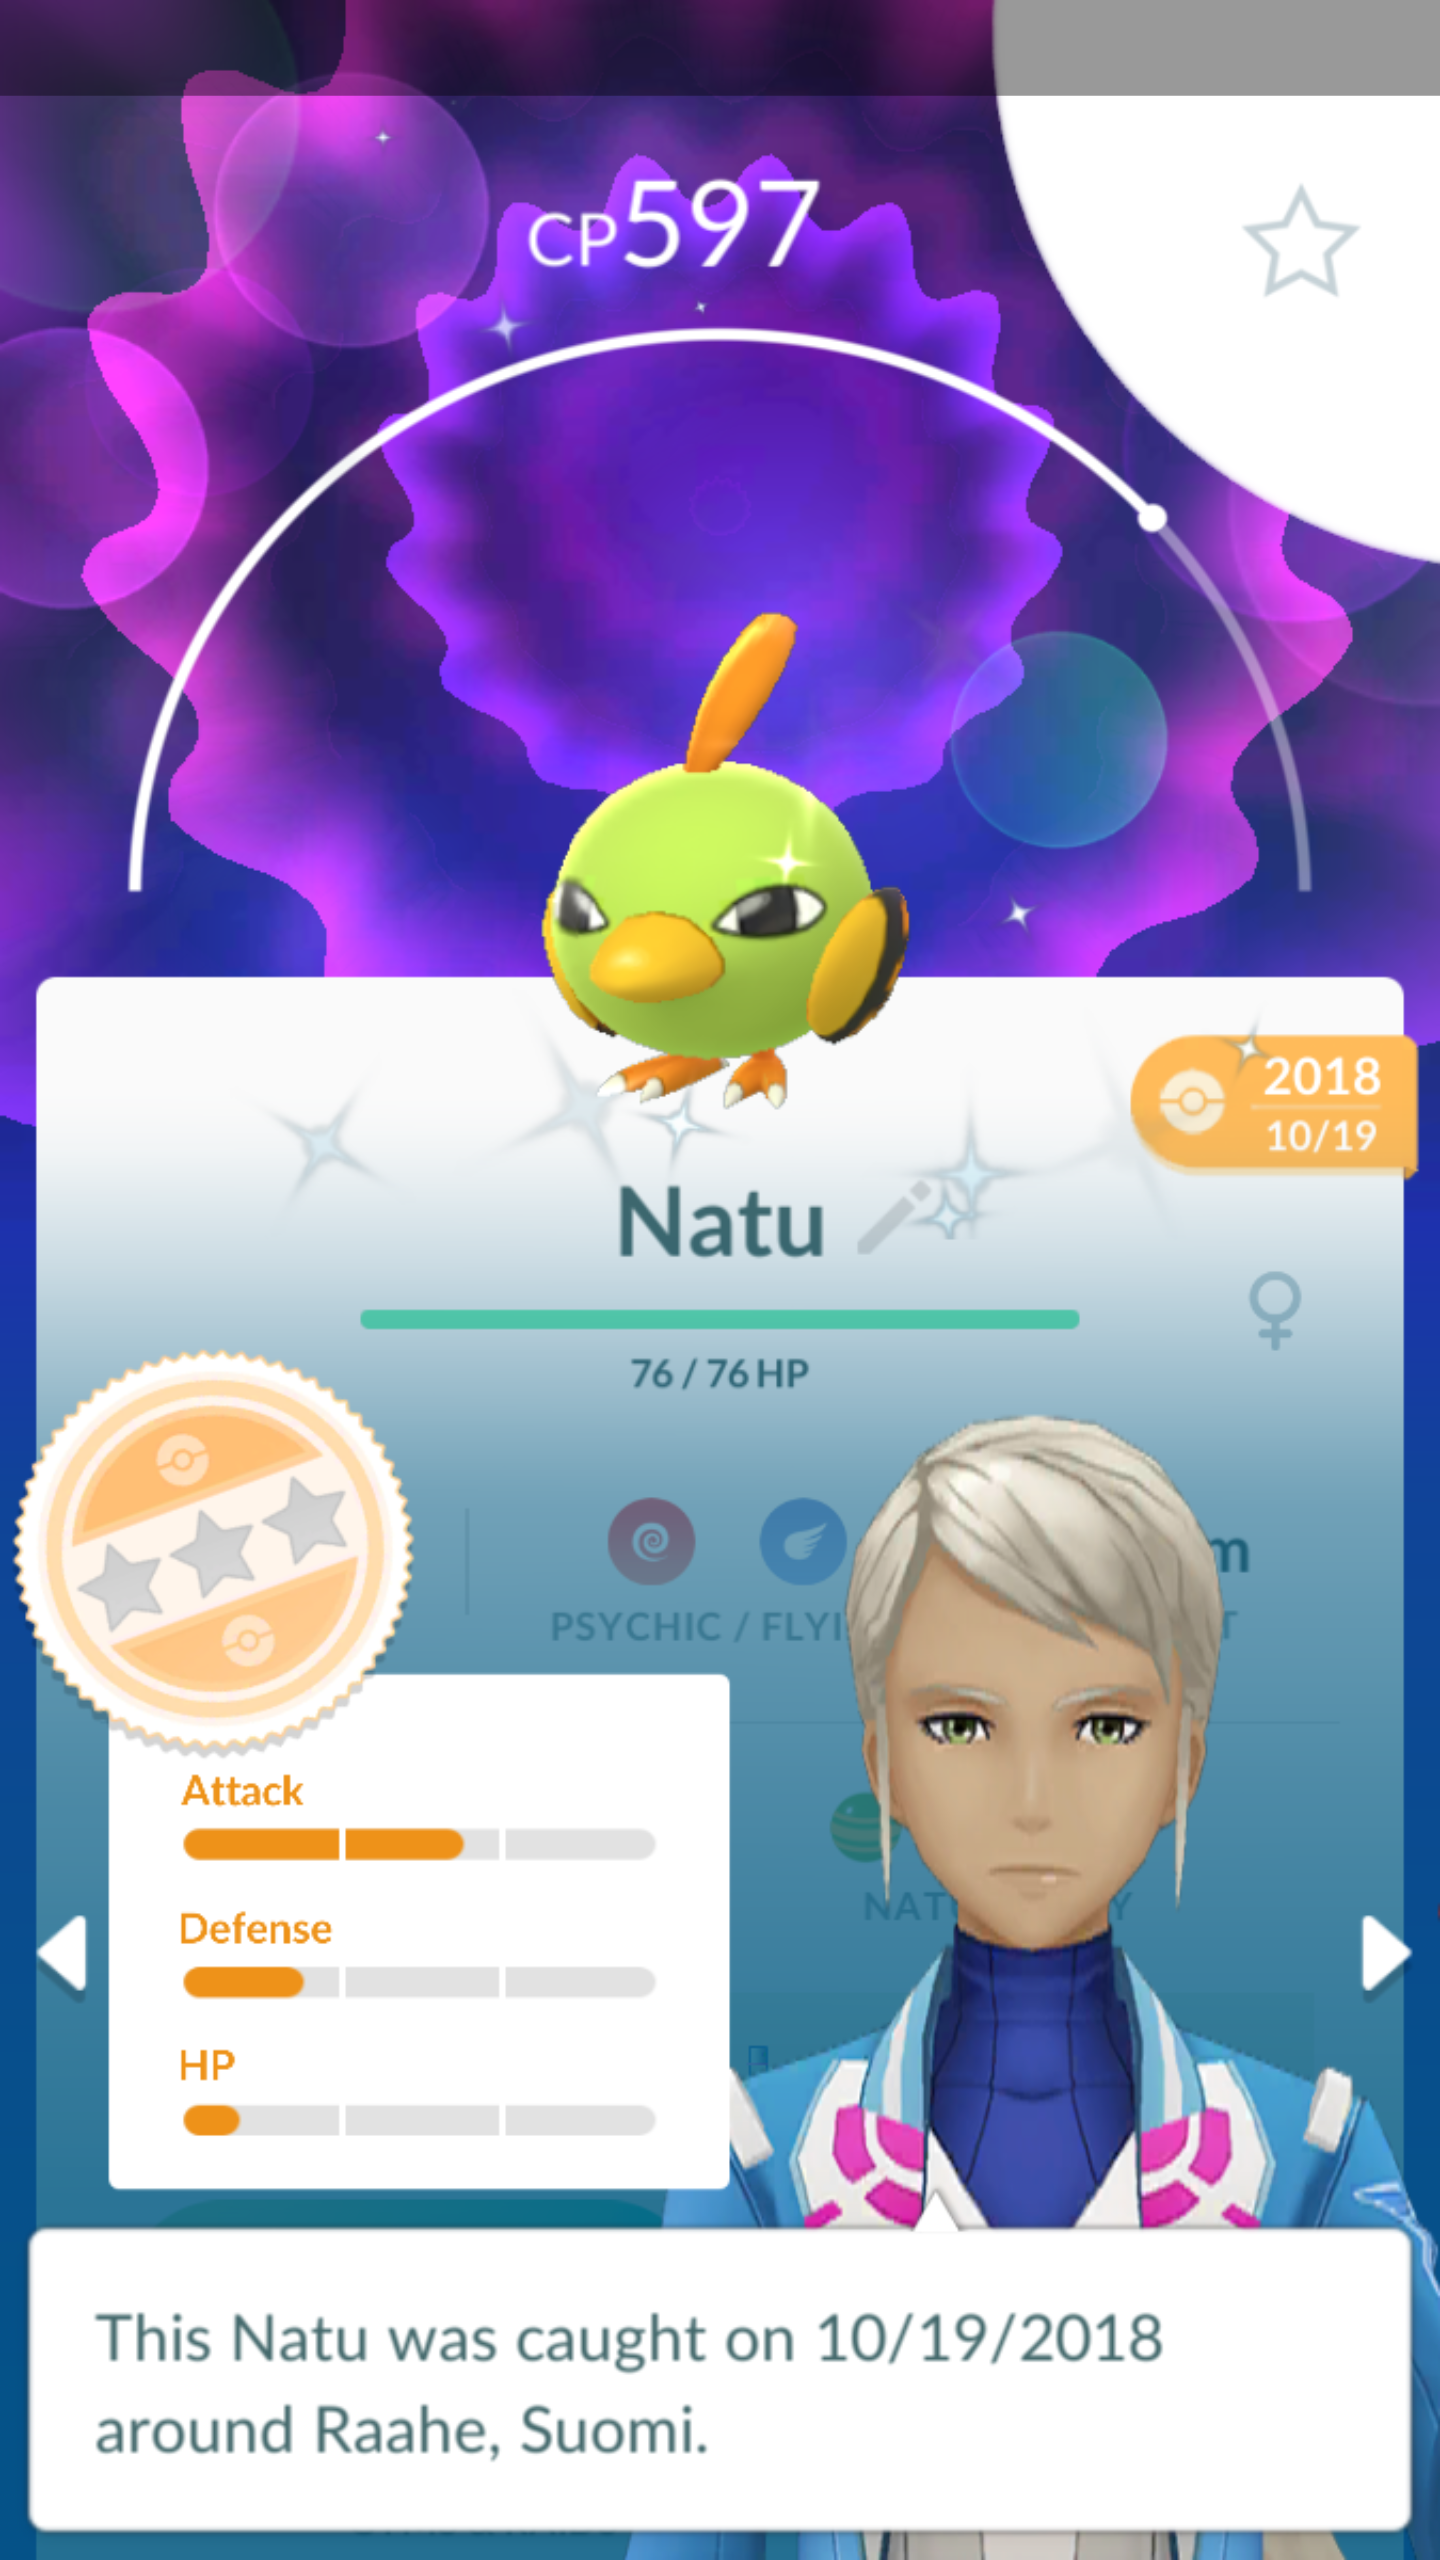 CP597
2018
10/19
Natu
76 / 76 HP
PSYCHIC / FLYI
Attack
Defense
HP
This Natu was caught on 10/19/2018
around Raahe, Suomi.